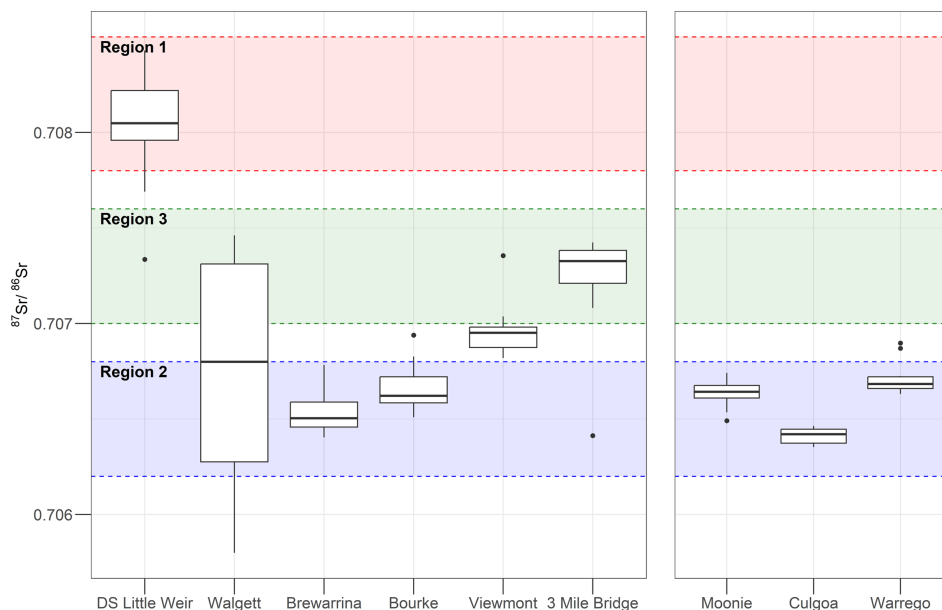 Region 1
0.708
Region 3
⁸⁷Sr/ ⁸⁶Sr
0.707
Region 2
0.706
DS Little Weir Walgett Brewarrina Bourke Viewmont 3 Mile Bridge Moonie Culgoa Warrego